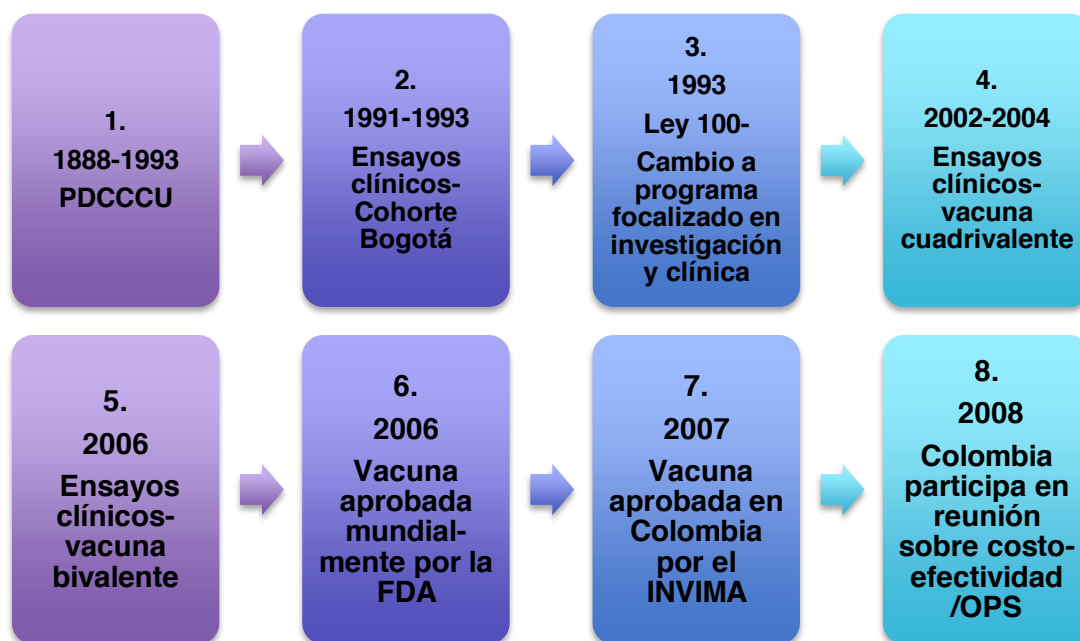 1.
1888-1993
PDCCCU
2.
1991-1993
Ensayos
clínicos-
Cohorte
Bogotá
3.
1993
Ley 100-
Cambio a
programa
focalizado en
investigación
y clínica
4.
2002-2004
Ensayos
clínicos-
vacuna
cuadrivalente
5.
2006
Ensayos
clínicos-
vacuna
bivalente
6.
2006
Vacuna
aprobada
mundial-
mente por la
FDA
7.
2007
Vacuna
aprobada en
Colombia
por el
INVIMA
8.
2008
Colombia
participa en
reunión
sobre costo-
efectividad
/OPS